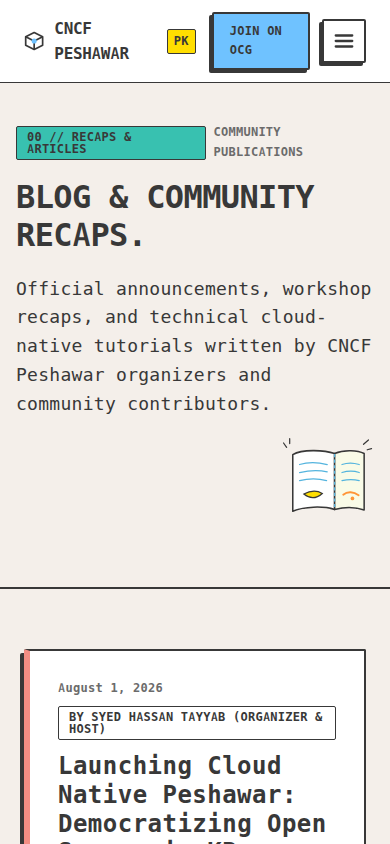 CNCF
PESHAWAR
PK
JOIN ON
OCG
00 // RECAPS &
ARTICLES
COMMUNITY
PUBLICATIONS
BLOG & COMMUNITY
RECAPS.
Official announcements, workshop
recaps, and technical cloud-
native tutorials written by CNCF
Peshawar organizers and
community contributors.
August 1, 2026
BY SYED HASSAN TAYYAB (ORGANIZER &
HOST)
Launching Cloud
Native Peshawar:
Democratizing Open